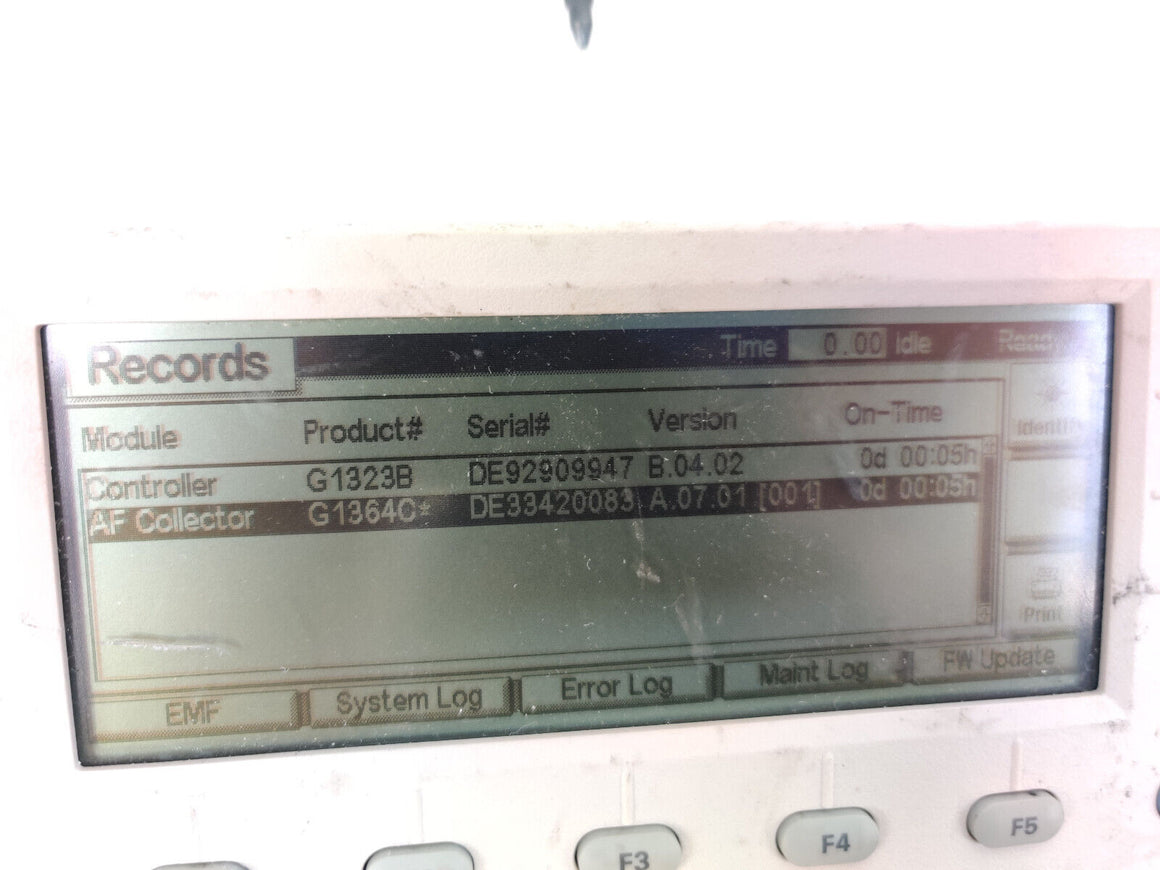 Records Time 0.00 Idle Ready
Module Product# Serial# Version On-Time
Identify
Controller G1323B DE92909947 B.04.02 0d 00:05h
AF Collector G1364C* DE33420083 A.07.01 [001] 0d 00:05h
Print
EMF System Log Error Log Maint Log FW Update
F3 F4 F5